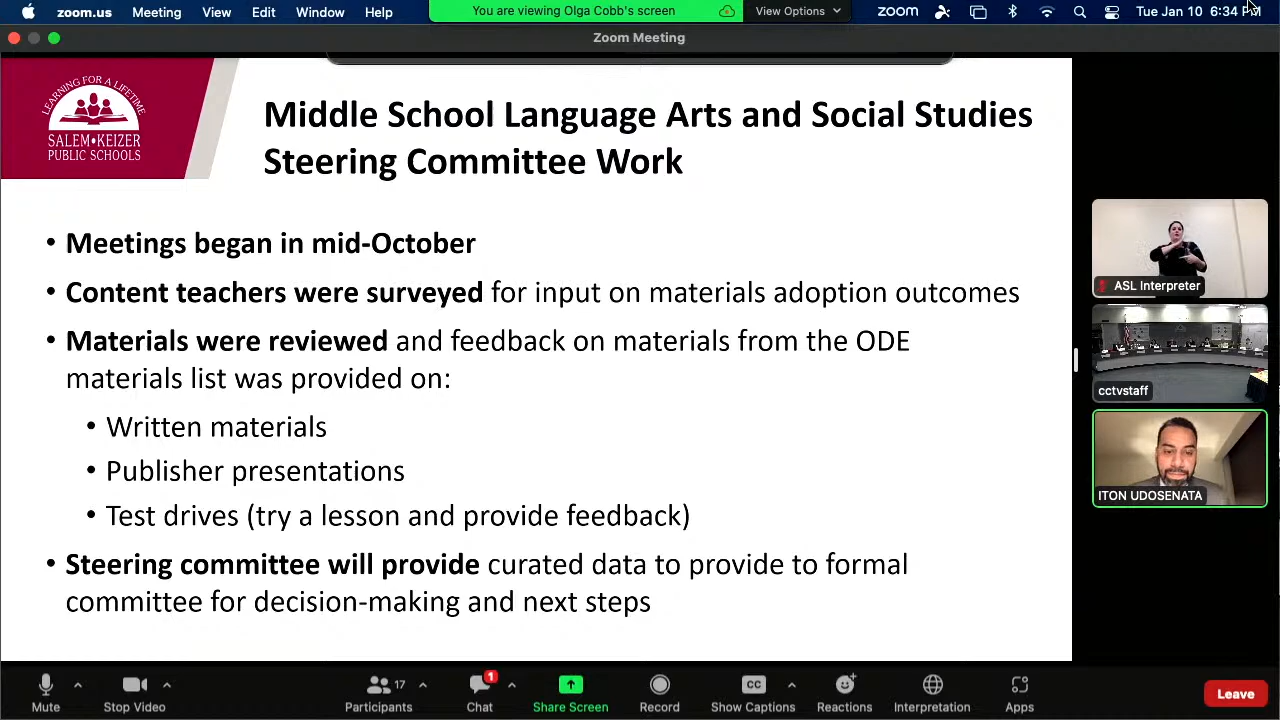 zoom.us Meeting View Edit Window Help
You are viewing Olga Cobb's screen
View Options
zoom
Tue Jan 10 6:34 PM
Zoom Meeting
LEARNING FOR A LIFETIME
SALEM•KEIZER
PUBLIC SCHOOLS
Middle School Language Arts and Social Studies
Steering Committee Work
• Meetings began in mid-October
• Content teachers were surveyed for input on materials adoption outcomes
• Materials were reviewed and feedback on materials from the ODE
materials list was provided on:
• Written materials
• Publisher presentations
• Test drives (try a lesson and provide feedback)
• Steering committee will provide curated data to provide to formal
committee for decision-making and next steps
ASL Interpreter
cctvstaff
ITON UDOSENATA
17
1
CC
Mute
Stop Video
Participants
Chat
Share Screen
Record
Show Captions
Reactions
Interpretation
Apps
Leave